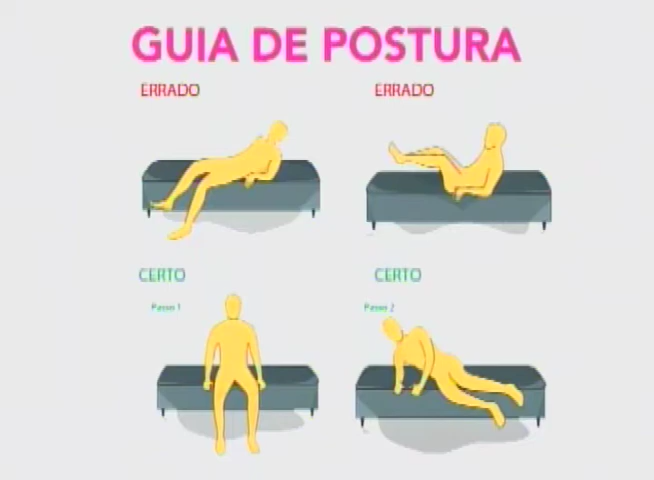 GUIA DE POSTURA
ERRADO
ERRADO
CERTO
CERTO
Passo 1
Passo 2